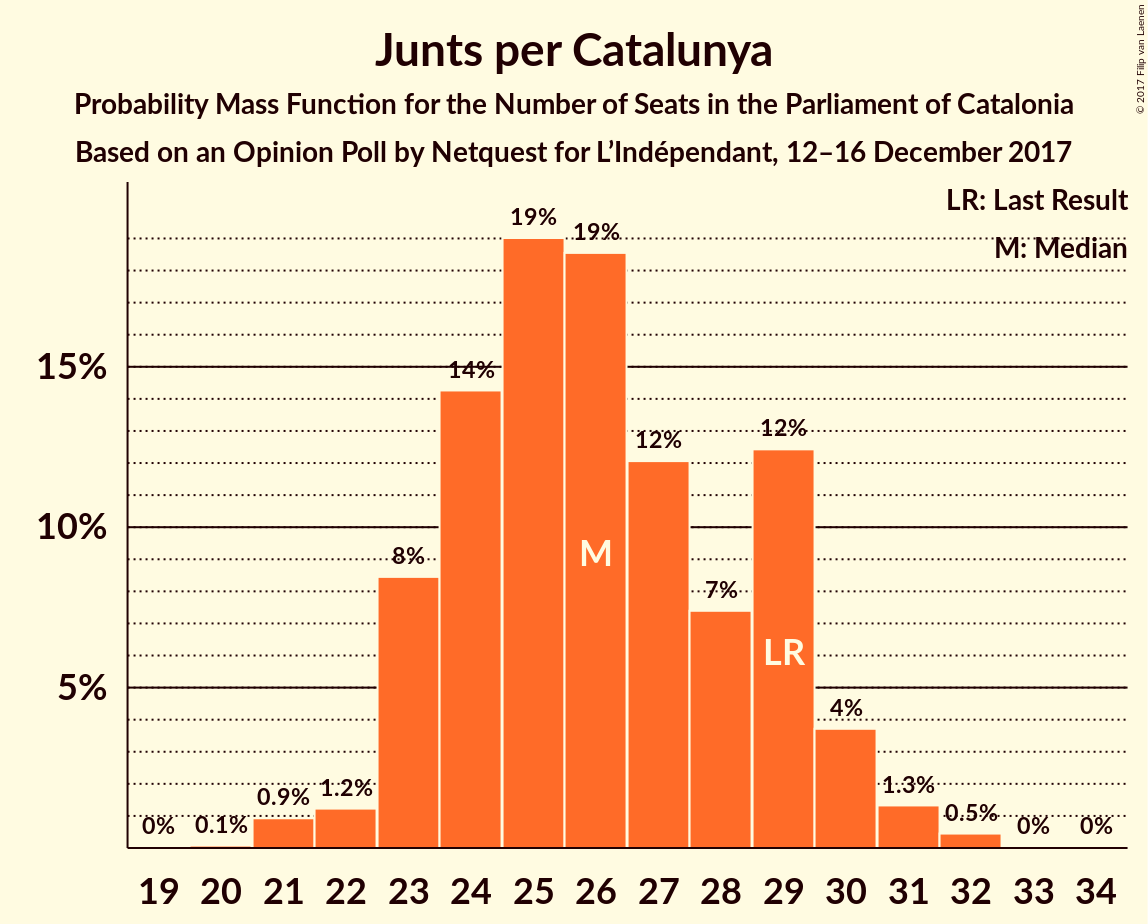 Junts per Catalunya
Probability Mass Function for the Number of Seats in the Parliament of Catalonia
Based on an Opinion Poll by Netquest for L’Indépendant, 12–16 December 2017
© 2017 Filip van Laenen
LR: Last Result
M: Median
15%
10%
5%
0%
0.1%
0.9%
1.2%
8%
14%
19%
19%
12%
7%
12%
4%
1.3%
0.5%
0%
0%
M
LR
19 20 21 22 23 24 25 26 27 28 29 30 31 32 33 34